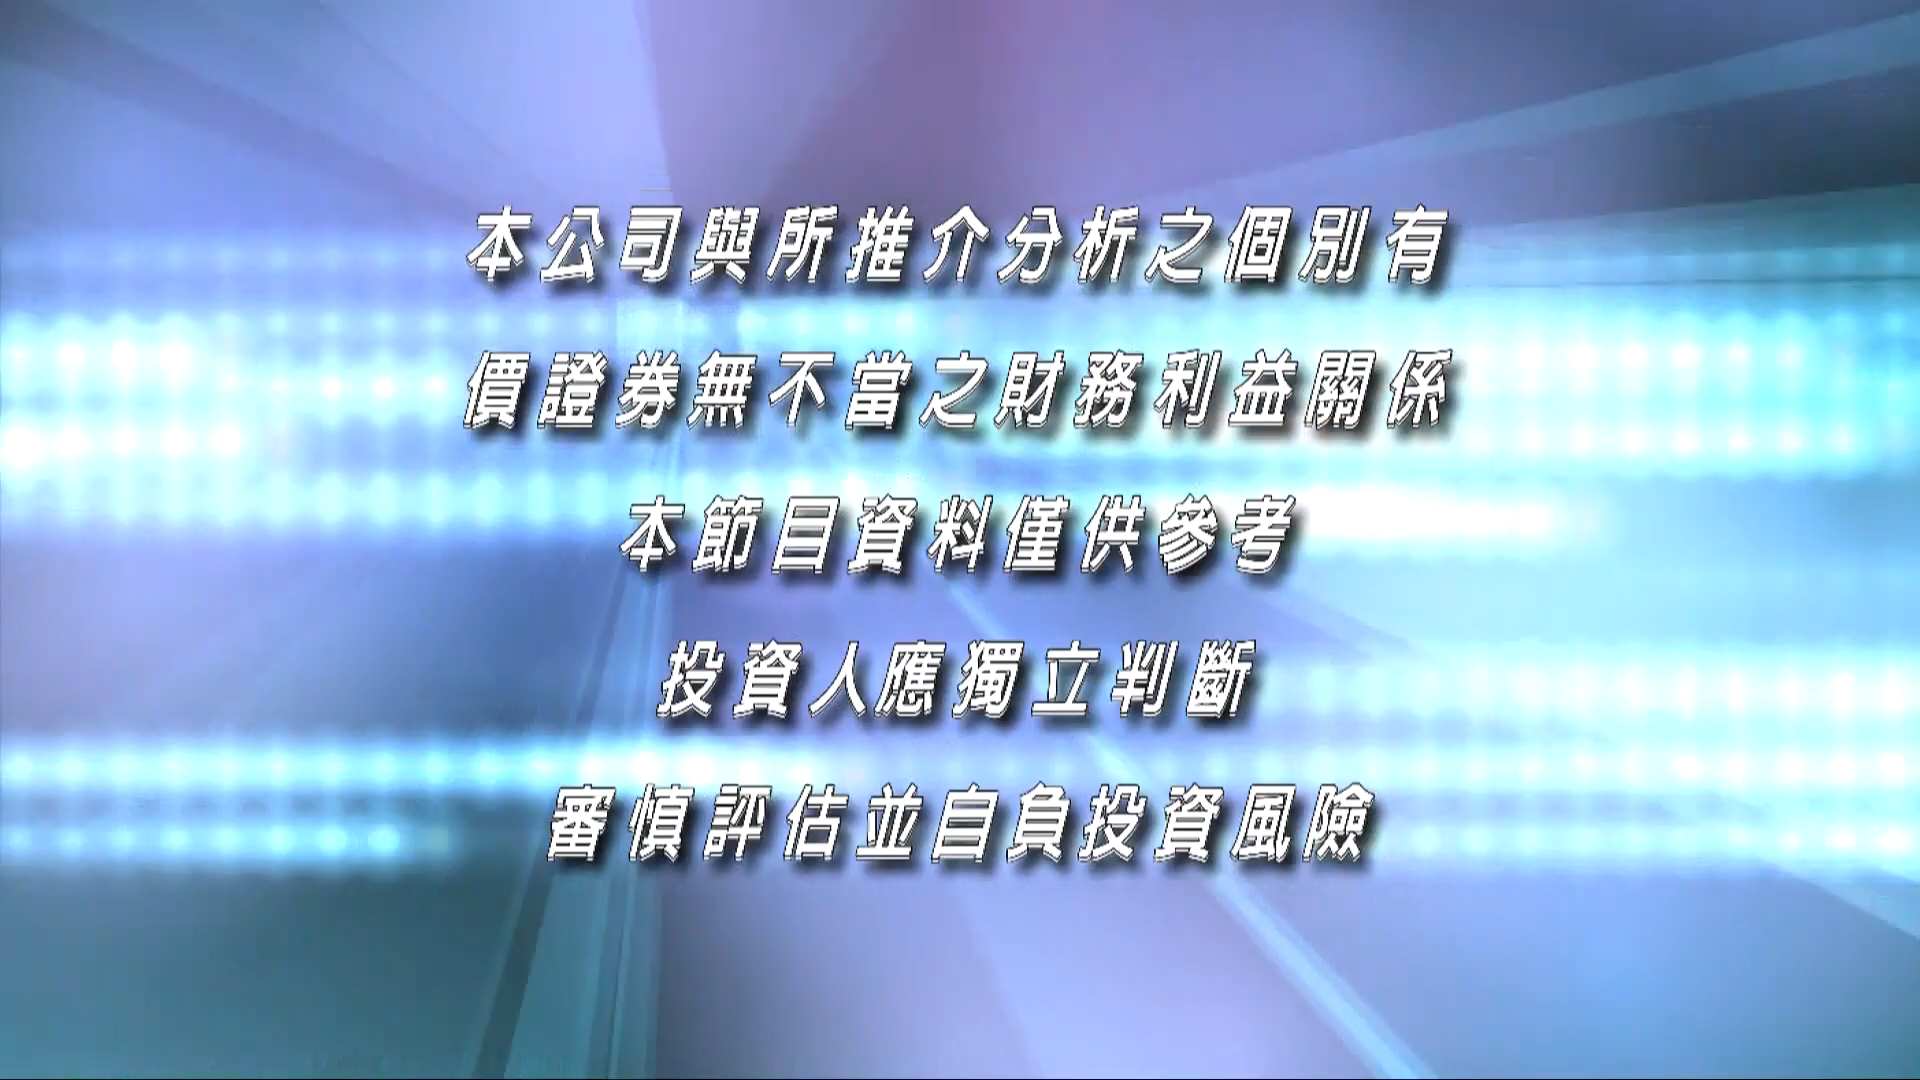 本公司與所推介分析之個別有
價證券無不當之財務利益關係
本節目資料僅供參考
投資人應獨立判斷
審慎評估並自負投資風險